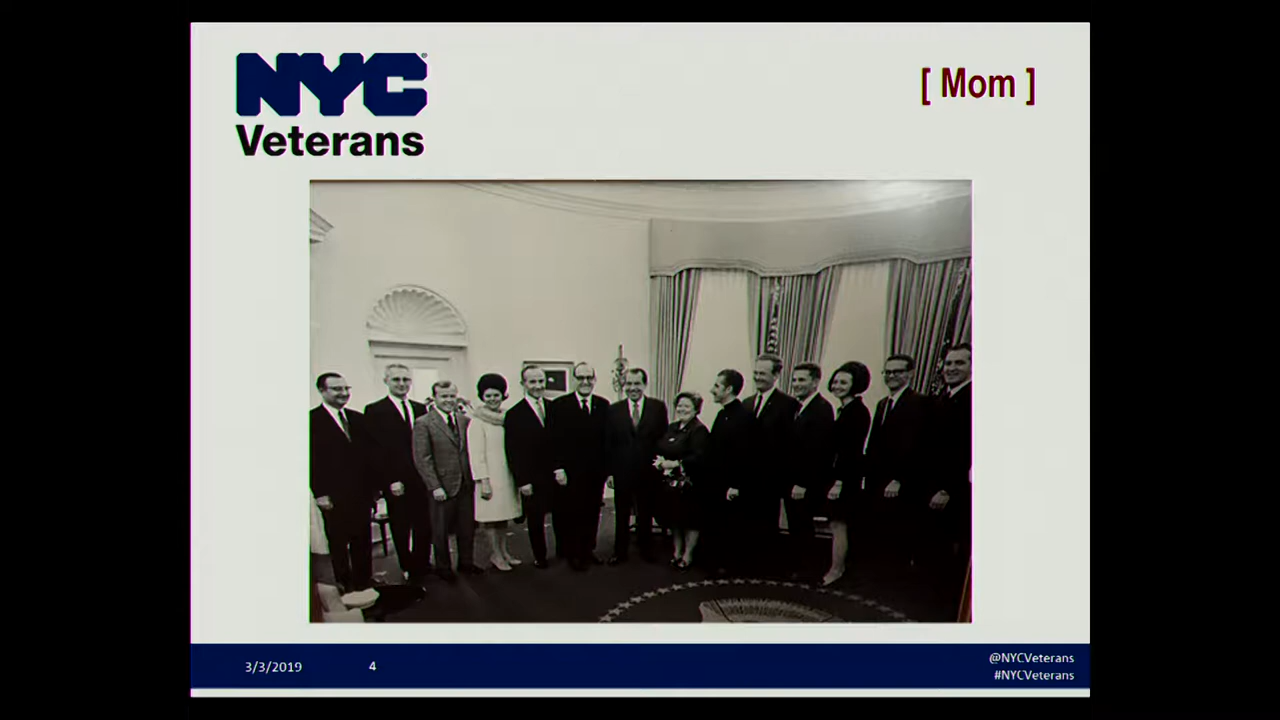 NYC
Veterans
[ Mom ]
3/3/2019
4
@NYCVeterans
#NYCVeterans